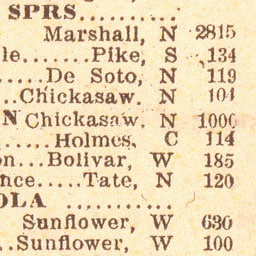 SPRS..........
Marshall, N 2815
le......Pike, S 134
.....De Soto, N 119
..Chickasaw. N 104
N Chickasaw. N 1000
......Holmes. C 114
on...Bolivar, W 185
nce.....Tate, N 120
OLA ...........
Sunflower, W 630
..Sunflower, W 100